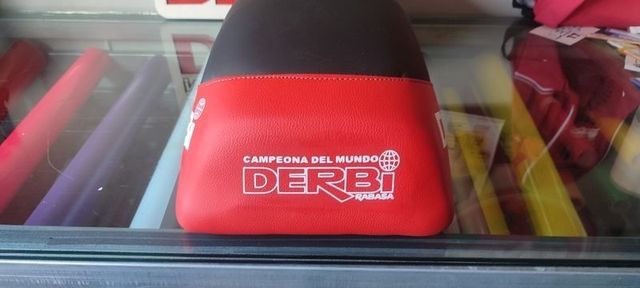 CAMPEONA DEL MUNDO
DERBi
RABASA